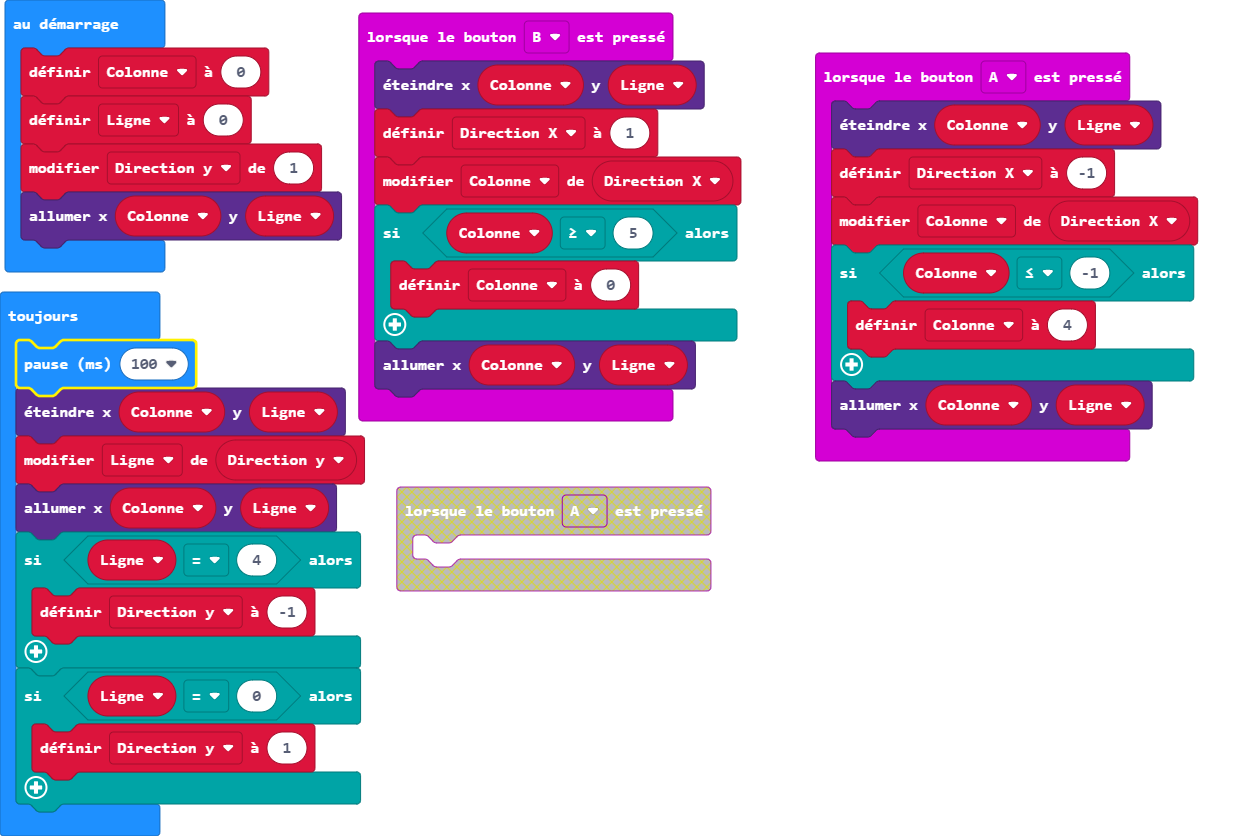 au démarrage
définir Colonne à 0
définir Ligne à 0
modifier Direction y de 1
allumer x Colonne y Ligne
toujours
pause (ms) 100
éteindre x Colonne y Ligne
modifier Ligne de Direction y
allumer x Colonne y Ligne
si Ligne = 4 alors
définir Direction y à -1
si Ligne = 0 alors
définir Direction y à 1
lorsque le bouton B est pressé
éteindre x Colonne y Ligne
définir Direction X à 1
modifier Colonne de Direction X
si Colonne ≥ 5 alors
définir Colonne à 0
allumer x Colonne y Ligne
lorsque le bouton A est pressé
lorsque le bouton A est pressé
éteindre x Colonne y Ligne
définir Direction X à -1
modifier Colonne de Direction X
si Colonne ≤ -1 alors
définir Colonne à 4
allumer x Colonne y Ligne